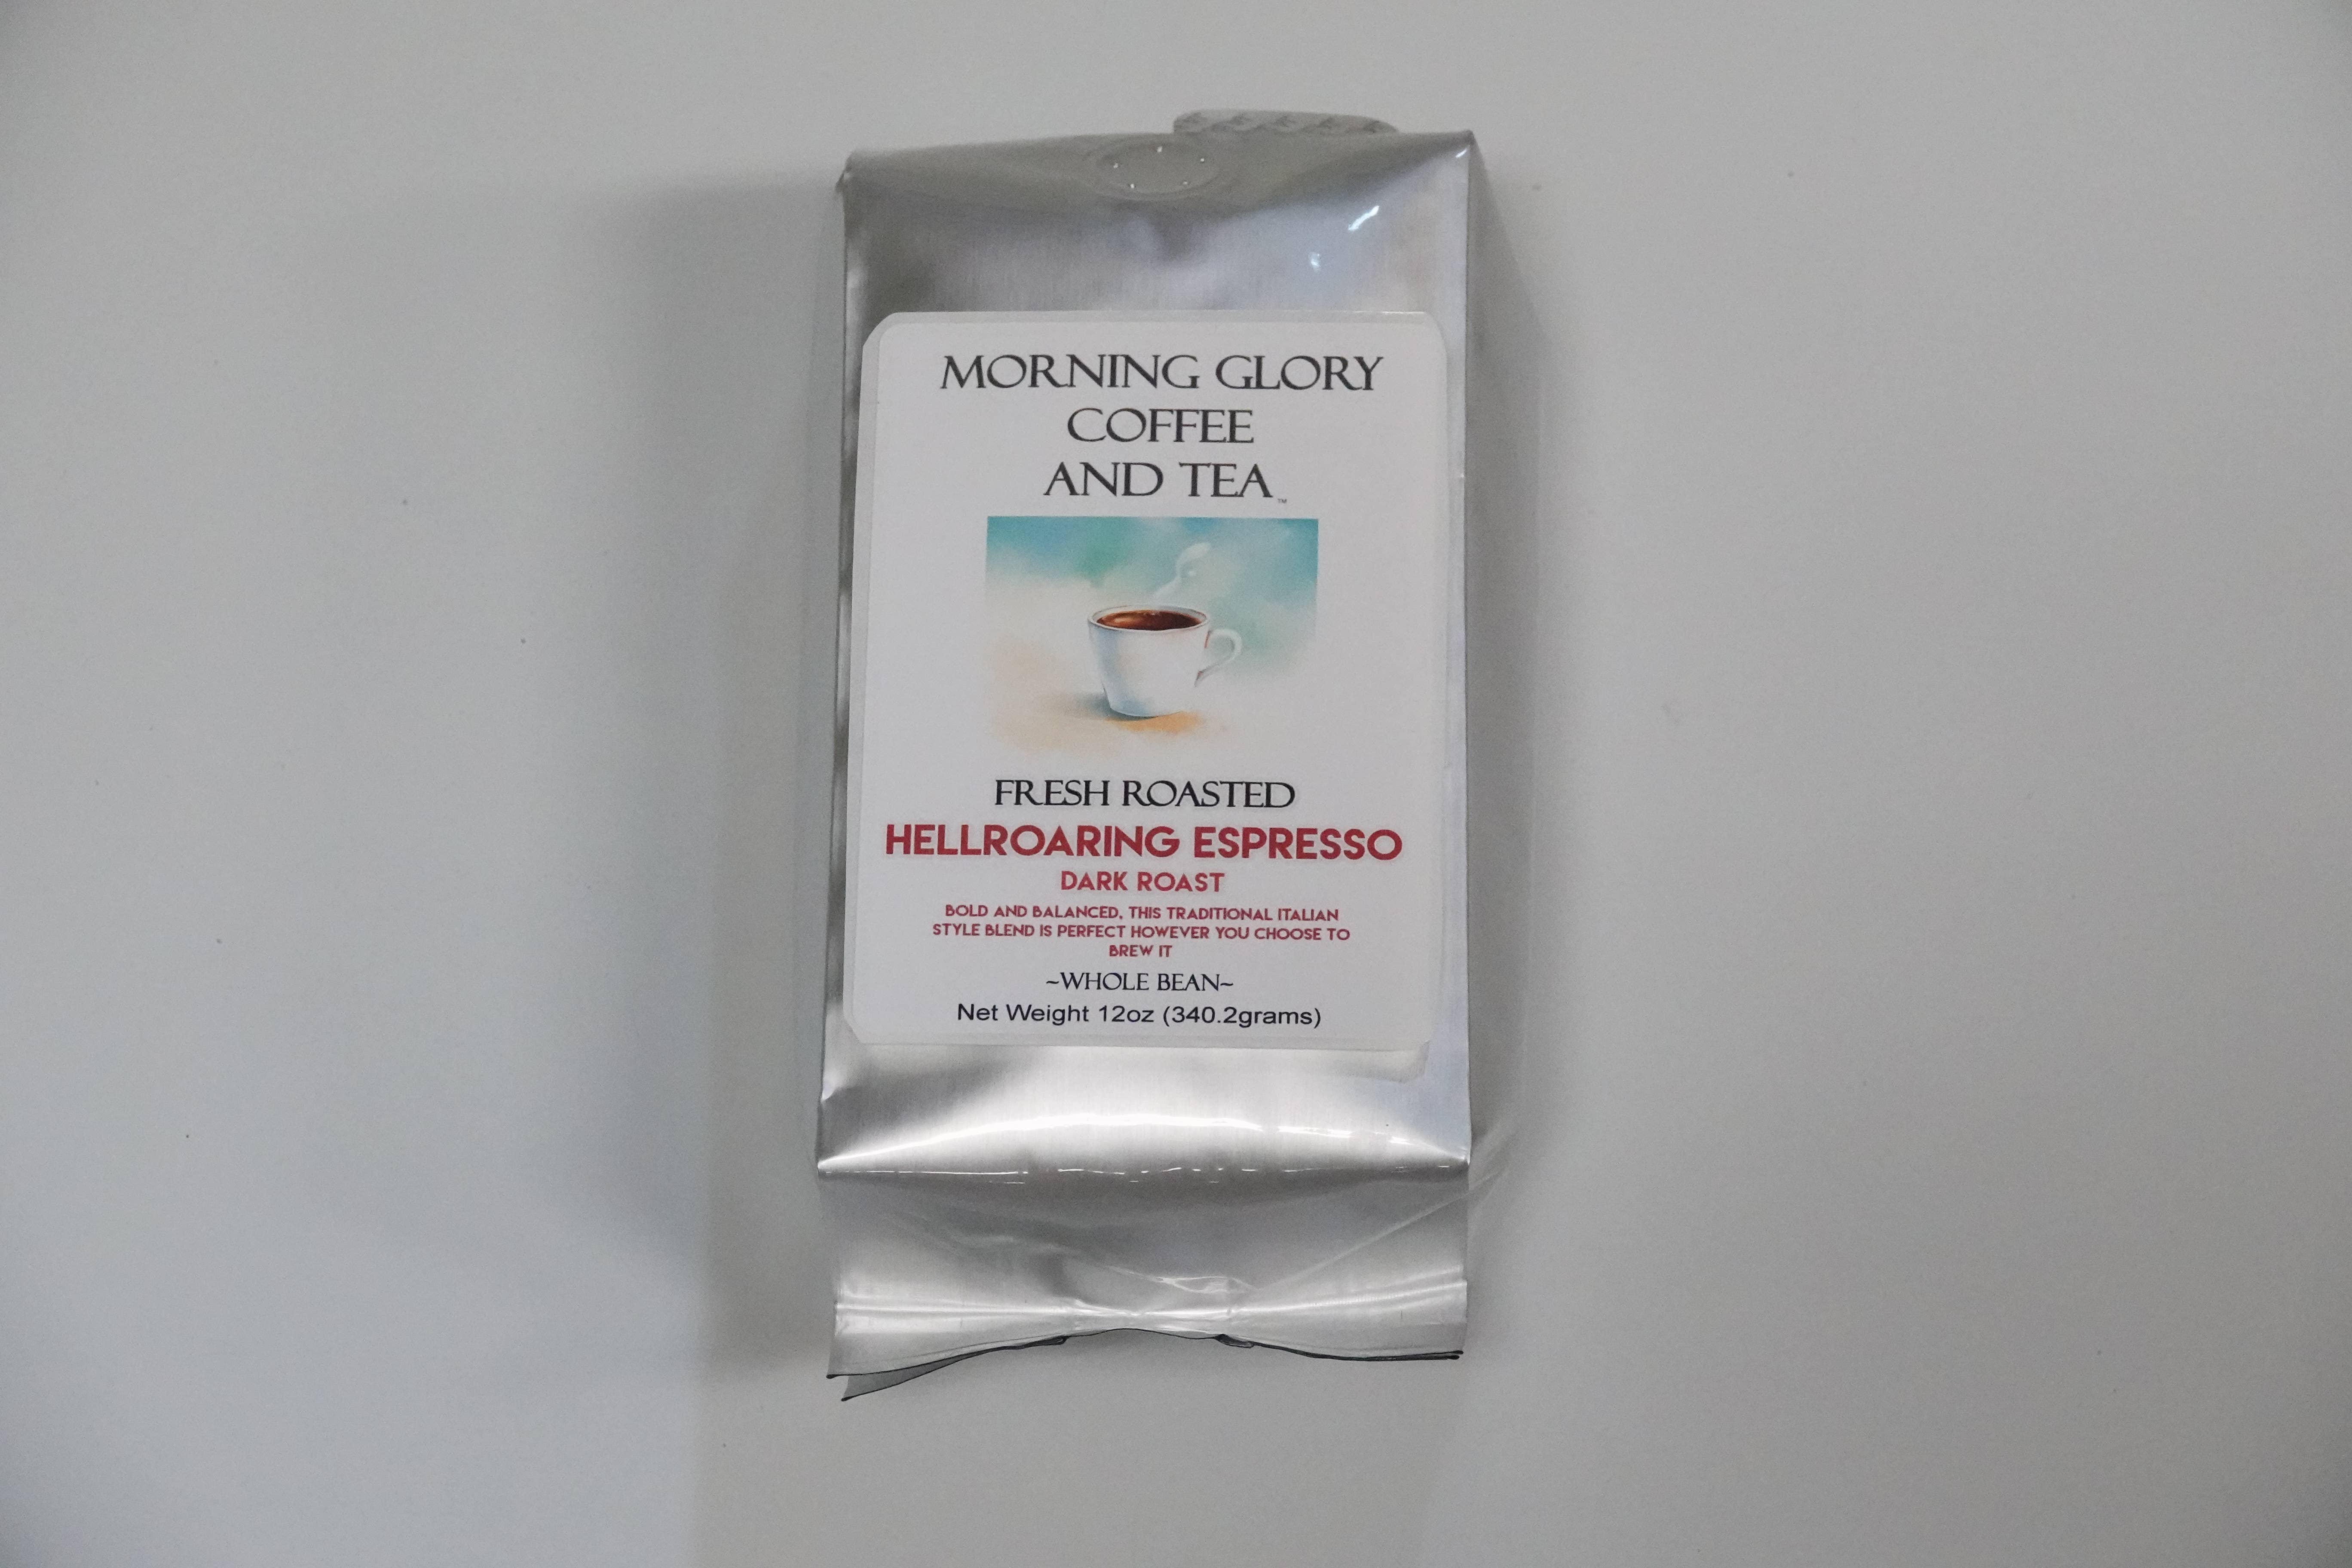 MORNING GLORY
COFFEE
AND TEA™
FRESH ROASTED
HELLROARING ESPRESSO
DARK ROAST
BOLD AND BALANCED, THIS TRADITIONAL ITALIAN
STYLE BLEND IS PERFECT HOWEVER YOU CHOOSE TO
BREW IT
~WHOLE BEAN~
Net Weight 12oz (340.2grams)